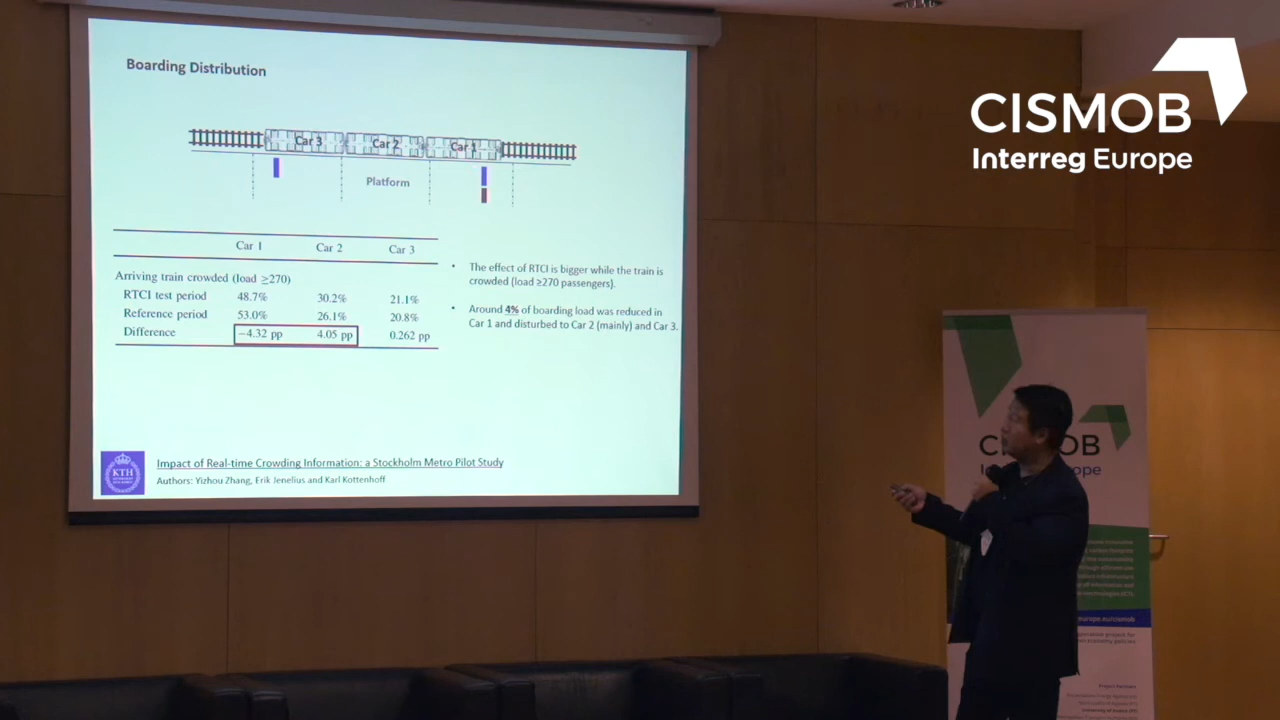 Boarding Distribution
Car 3 Car 2 Car 1
Platform
Car 1 Car 2 Car 3
Arriving train crowded (load ≥270)
RTCI test period 48.7% 30.2% 21.1%
Reference period 53.0% 26.1% 20.8%
Difference −4.32 pp 4.05 pp 0.262 pp
• The effect of RTCI is bigger while the train is
crowded (load ≥270 passengers).
• Around 4% of boarding load was reduced in
Car 1 and disturbed to Car 2 (mainly) and Car 3.
KTH
Impact of Real-time Crowding Information: a Stockholm Metro Pilot Study
Authors: Yizhou Zhang, Erik Jenelius and Karl Kottenhoff
CISMOB
Interreg Europe